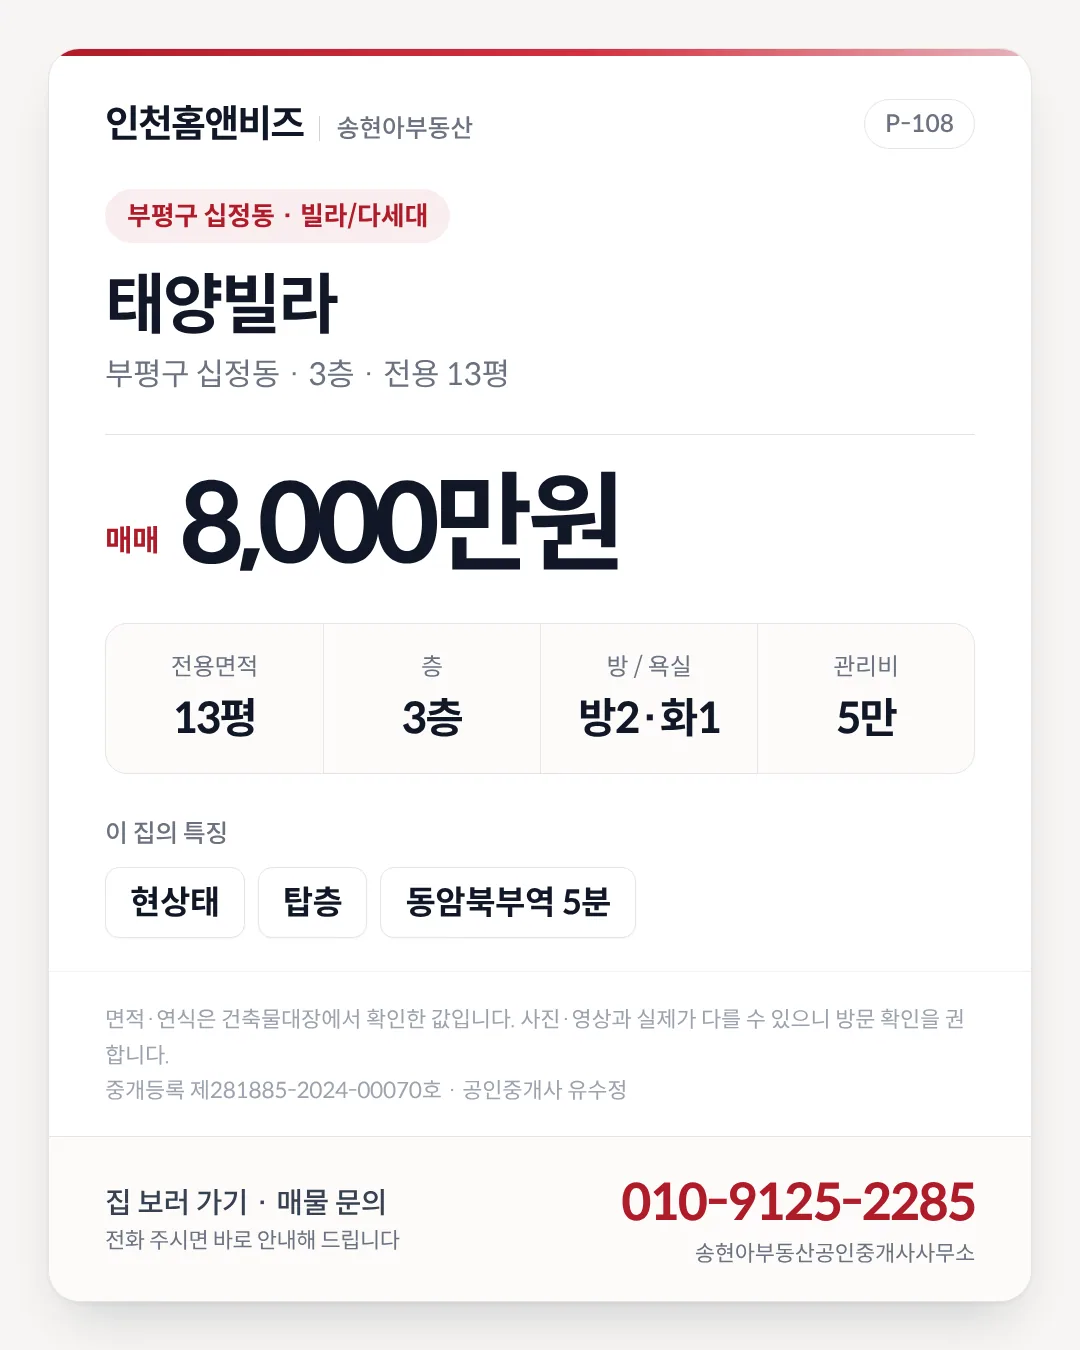 인천홈앤비즈 | 송현아부동산
P-108
부평구 십정동 · 빌라/다세대
태양빌라
부평구 십정동 · 3층 · 전용 13평
매매 8,000만원
전용면적 층 방 / 욕실 관리비
13평 3층 방2·화1 5만
이 집의 특징
현상태 탑층 동암북부역 5분
면적·연식은 건축물대장에서 확인한 값입니다. 사진·영상과 실제가 다를 수 있으니 방문 확인을 권
합니다.
중개등록 제281885-2024-00070호 · 공인중개사 유수정
집 보러 가기 · 매물 문의
전화 주시면 바로 안내해 드립니다
010-9125-2285
송현아부동산공인중개사사무소